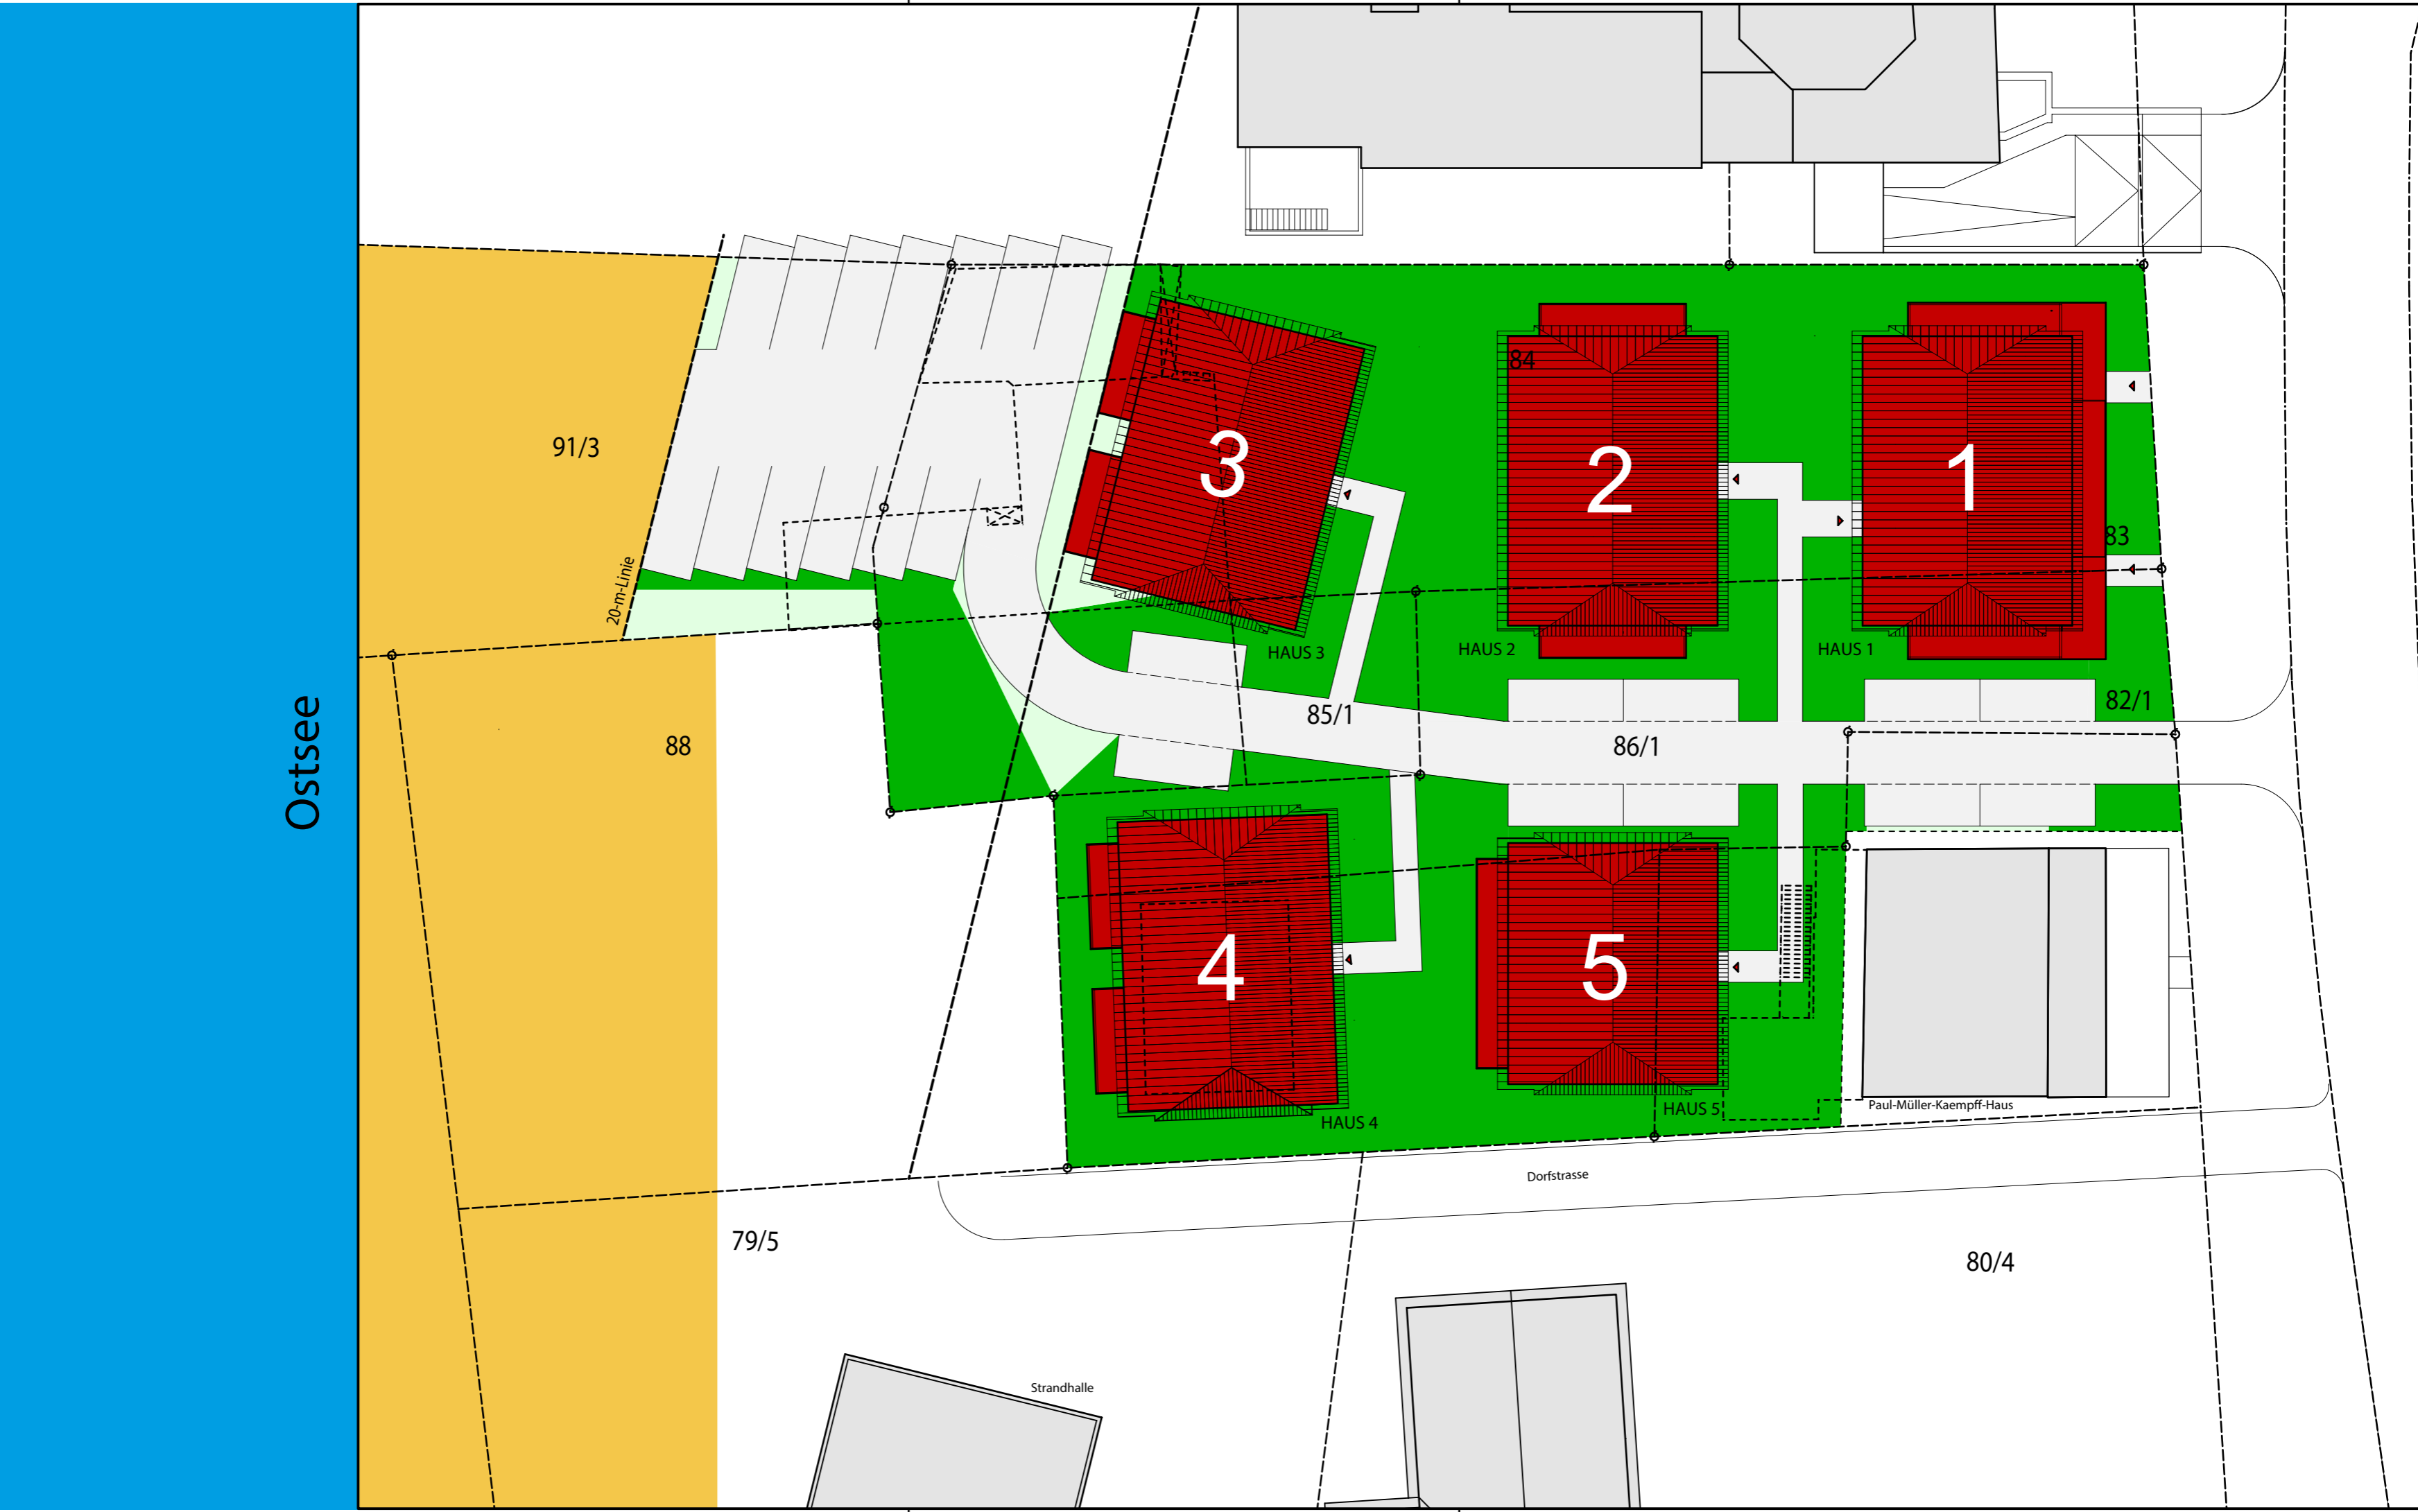 84
91/3
3
2
1
83
20-m-Linie
HAUS 3
HAUS 2
HAUS 1
82/1
85/1
86/1
88
Ostsee
4
5
HAUS 4
HAUS 5
Paul-Müller-Kaempff-Haus
Dorfstrasse
79/5
80/4
Strandhalle